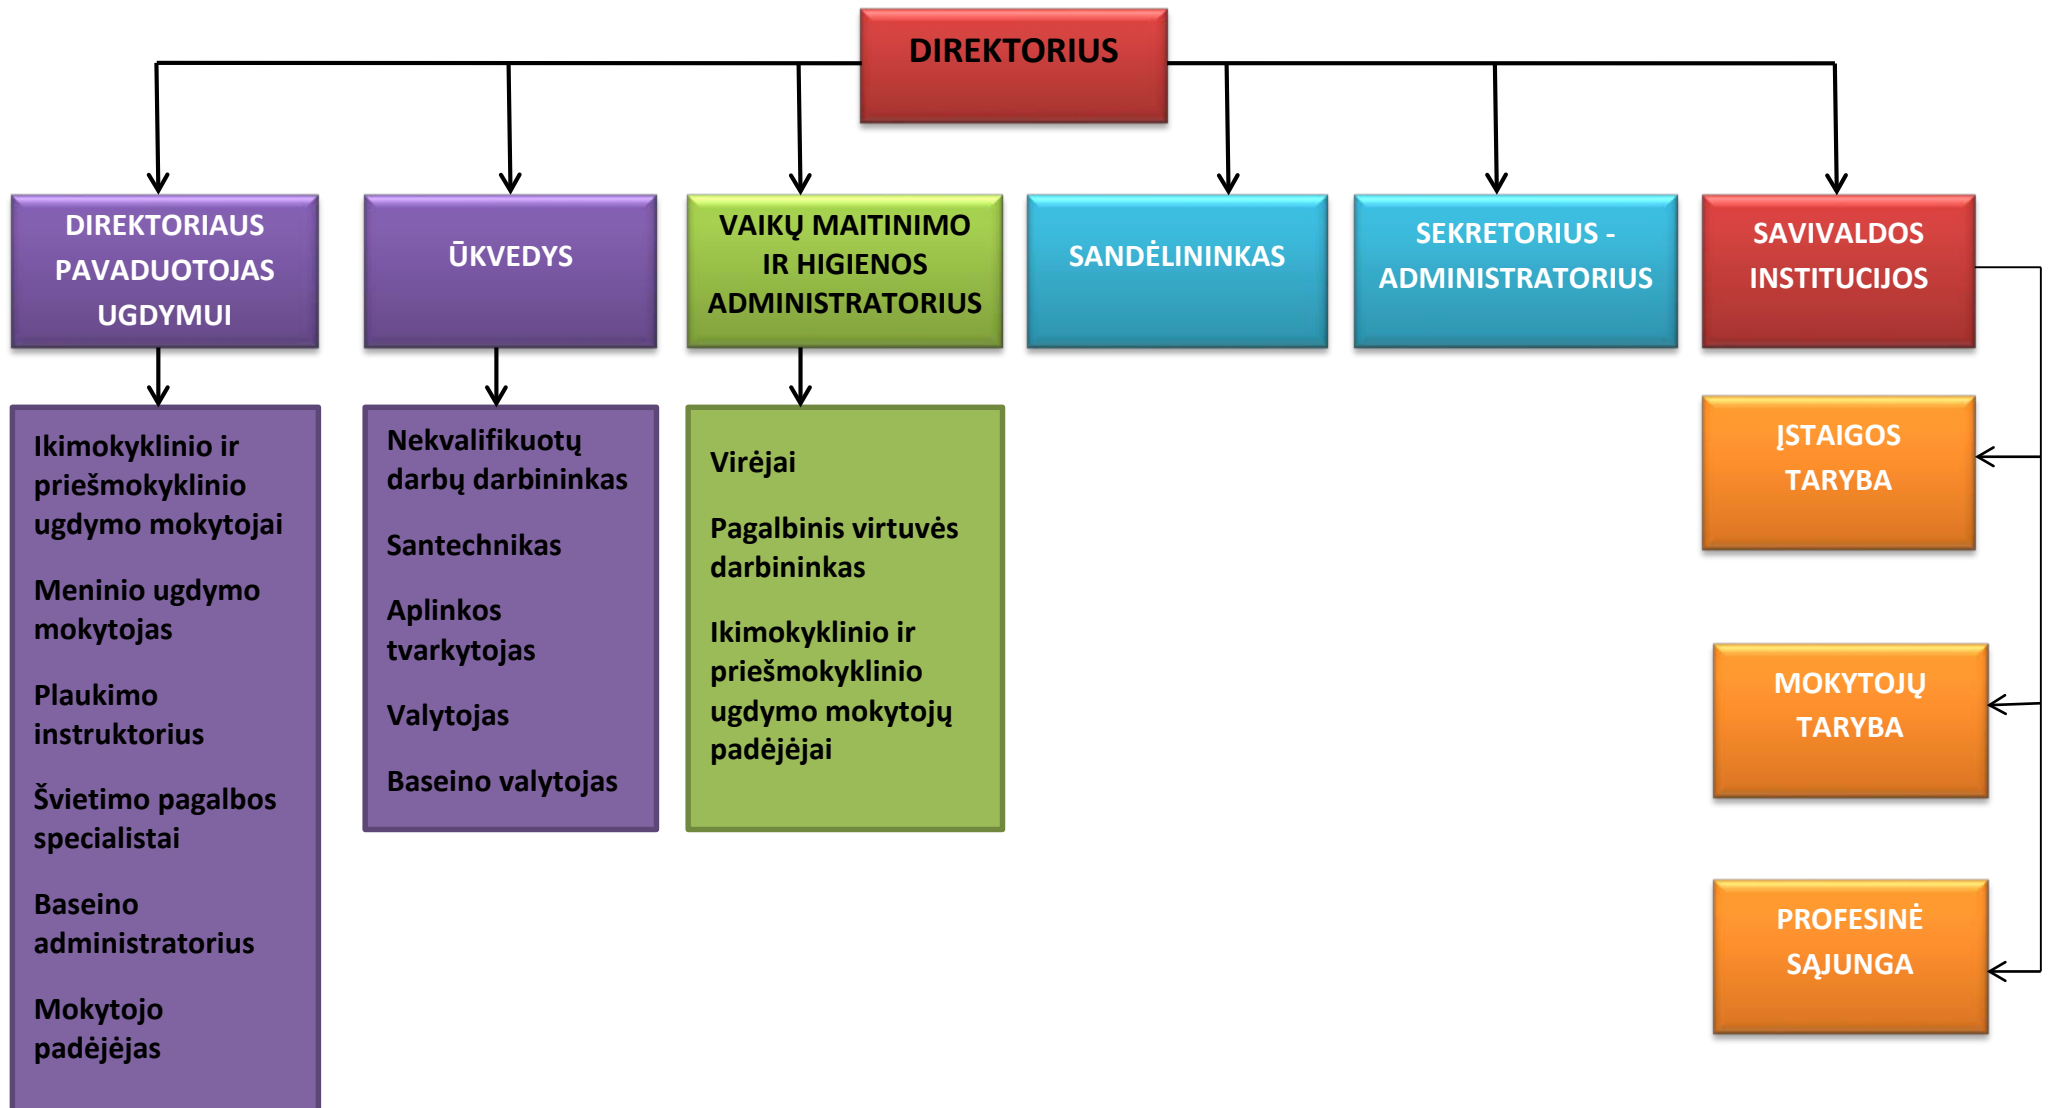 DIREKTORIUS
DIREKTORIAUS
PAVADUOTOJAS
UGDYMUI
ŪKVEDYS
VAIKŲ MAITINIMO
IR HIGIENOS
ADMINISTRATORIUS
SANDĖLININKAS
SEKRETORIUS -
ADMINISTRATORIUS
SAVIVALDOS
INSTITUCIJOS
Ikimokyklinio ir
priešmokyklinio
ugdymo mokytojai
Meninio ugdymo
mokytojas
Plaukimo
instruktorius
Švietimo pagalbos
specialistai
Baseino
administratorius
Mokytojo
padėjėjas
Nekvalifikuotų
darbų darbininkas
Santechnikas
Aplinkos
tvarkytojas
Valytojas
Baseino valytojas
Virėjai
Pagalbinis virtuvės
darbininkas
Ikimokyklinio ir
priešmokyklinio
ugdymo mokytojų
padėjėjai
ĮSTAIGOS
TARYBA
MOKYTOJŲ
TARYBA
PROFESINĖ
SĄJUNGA